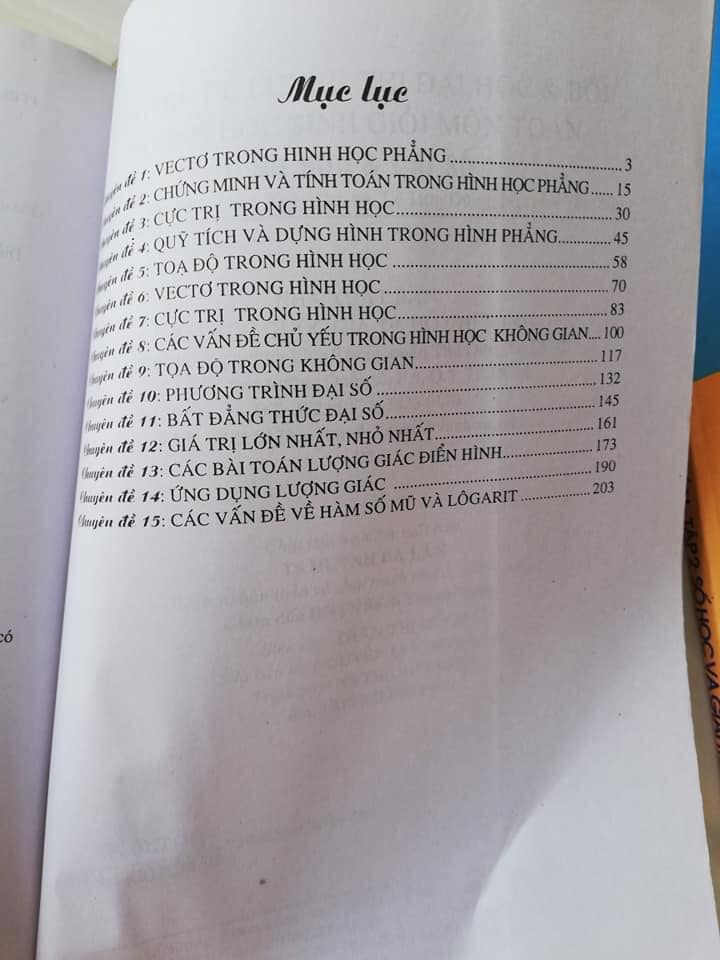 Mục lục
Chuyên đề 1: VECTƠ TRONG HINH HỌC PHẲNG ... 3
Chuyên đề 2: CHỨNG MINH VÀ TÍNH TOÁN TRONG HÌNH HỌC PHẲNG ... 15
Chuyên đề 3: CỰC TRỊ TRONG HÌNH HỌC ... 30
Chuyên đề 4: QUỸ TÍCH VÀ DỰNG HÌNH TRONG HÌNH PHẲNG ... 45
Chuyên đề 5: TOẠ ĐỘ TRONG HÌNH HỌC ... 58
Chuyên đề 6: VECTƠ TRONG HÌNH HỌC ... 70
Chuyên đề 7: CỰC TRỊ TRONG HÌNH HỌC ... 83
Chuyên đề 8: CÁC VẤN ĐỀ CHỦ YẾU TRONG HÌNH HỌC KHÔNG GIAN ... 100
Chuyên đề 9: TỌA ĐỘ TRONG KHÔNG GIAN ... 117
Chuyên đề 10: PHƯƠNG TRÌNH ĐẠI SỐ ... 132
Chuyên đề 11: BẤT ĐẲNG THỨC ĐẠI SỐ ... 145
Chuyên đề 12: GIÁ TRỊ LỚN NHẤT, NHỎ NHẤT ... 161
Chuyên đề 13: CÁC BÀI TOÁN LƯỢNG GIÁC ĐIỂN HÌNH ... 173
Chuyên đề 14: ỨNG DỤNG LƯỢNG GIÁC ... 190
Chuyên đề 15: CÁC VẤN ĐỀ VỀ HÀM SỐ MŨ VÀ LÔGARIT ... 203
có
TẬP 2 SỐ HỌC VÀ